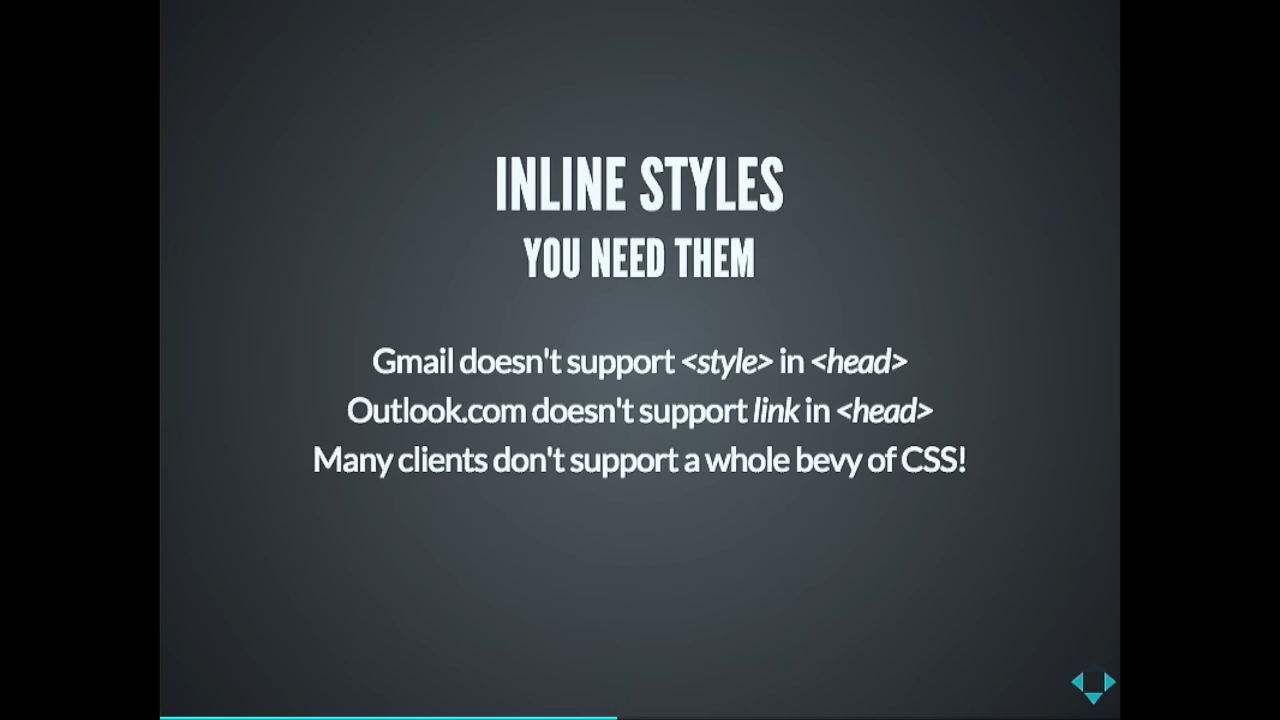 INLINE STYLES
YOU NEED THEM
Gmail doesn't support <style> in <head>
Outlook.com doesn't support link in <head>
Many clients don't support a whole bevy of CSS!